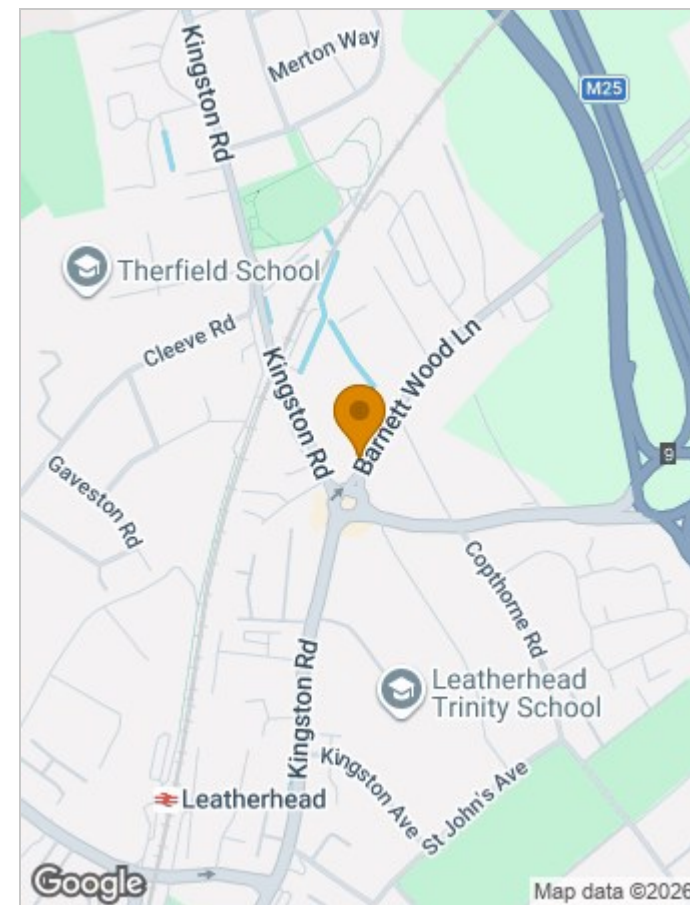 Kingston Rd
Merton Way
M25
Therfield School
Cleeve Rd
Kingston Rd
Barnett Wood Ln
Gaveston Rd
9
Copthorne Rd
Kingston Rd
Leatherhead
Trinity School
Kingston Ave
St John's Ave
Leatherhead
Google
Map data ©2026